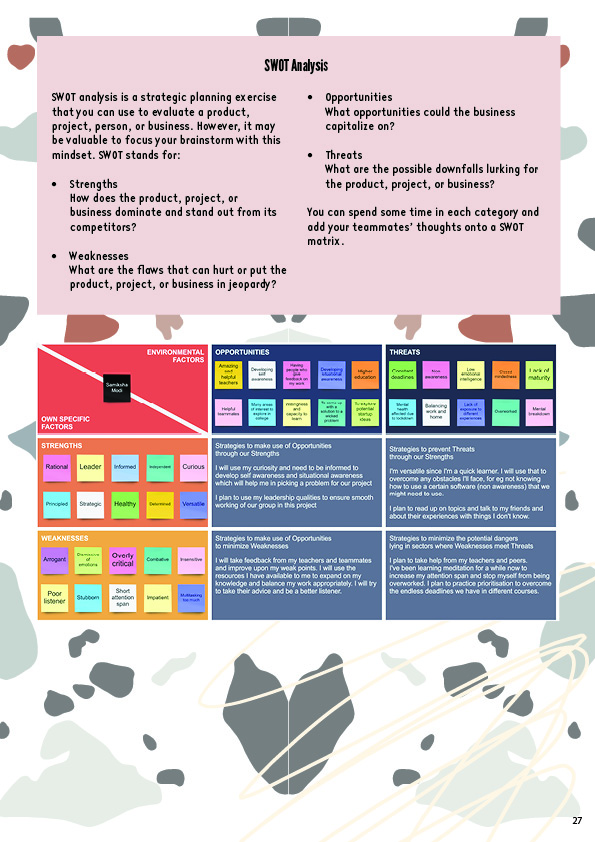 SWOT Analysis
SWOT analysis is a strategic planning exercise
that you can use to evaluate a product,
project, person, or business. However, it may
be valuable to focus your brainstorm with this
mindset. SWOT stands for:
• Strengths
How does the product, project, or
business dominate and stand out from its
competitors?
• Weaknesses
What are the flaws that can hurt or put the
product, project, or business in jeopardy?
• Opportunities
What opportunities could the business
capitalize on?
• Threats
What are the possible downfalls lurking for
the product, project, or business?
You can spend some time in each category and
add your teammates' thoughts onto a SWOT
matrix.
ENVIRONMENTAL
FACTORS
Samiksha
Modi
OWN SPECIFIC
FACTORS
OPPORTUNITIES
Amazing
and
helpful
teachers
Developing
self
awareness
Having
people who
give
feedback on
my work
Developing
situational
awareness
Higher
education
Helpful
teammates
Many areas
of interest to
explore in
college
Willingness
and
capacity to
learn
To come up
with a
solution to a
wicked
problem
To explore
potential
startup
ideas
THREATS
Constant
deadlines
Non
awareness
Low
emotional
intelligence
Closed
mindedness
Lack of
maturity
Mental
health
affected due
to lockdown
Balancing
work and
home
Lack of
exposure to
different
experiences
Overworked
Mental
breakdown
STRENGTHS
Rational
Leader
Informed
Independent
Curious
Principled
Strategic
Healthy
Determined
Versatile
Strategies to make use of Opportunities
through our Strengths
I will use my curiosity and need to be informed to
develop self awareness and situational awareness
which will help me in picking a problem for our project
I plan to use my leadership qualities to ensure smooth
working of our group in this project
Strategies to prevent Threats
through our Strengths
I'm versatile since I'm a quick learner. I will use that to
overcome any obstacles I'll face, for eg not knowing
how to use a certain software (non awareness) that we
might need to use.
I plan to read up on topics and talk to my friends and
about their experiences with things I don't know.
WEAKNESSES
Arrogant
Dismissive
of
emotions
Overly
critical
Combative
Insensitive
Poor
listener
Stubborn
Short
attention
span
Impatient
Multitasking
too much
Strategies to make use of Opportunities
to minimize Weaknesses
I will take feedback from my teachers and teammates
and improve upon my weak points. I will use the
resources I have available to me to expand on my
knowledge and balance my work appropriately. I will try
to take their advice and be a better listener.
Strategies to minimize the potential dangers
lying in sectors where Weaknesses meet Threats
I plan to take help from my teachers and peers.
I've been learning meditation for a while now to
increase my attention span and stop myself from being
overworked. I plan to practice prioritisation to overcome
the endless deadlines we have in different courses.
27